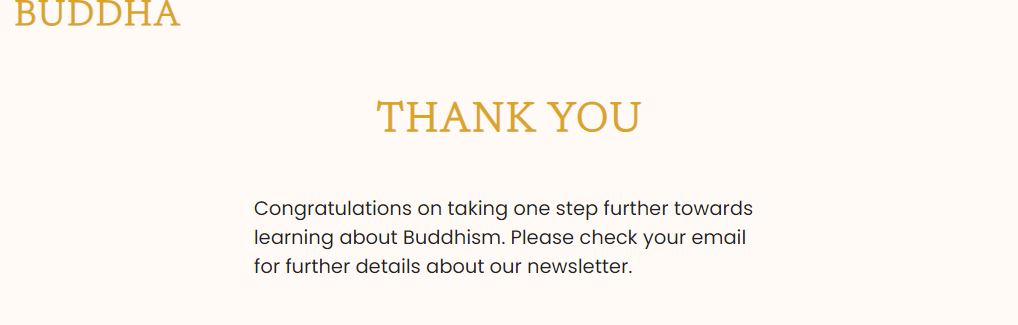 BUDDHA
THANK YOU
Congratulations on taking one step further towards
learning about Buddhism. Please check your email
for further details about our newsletter.